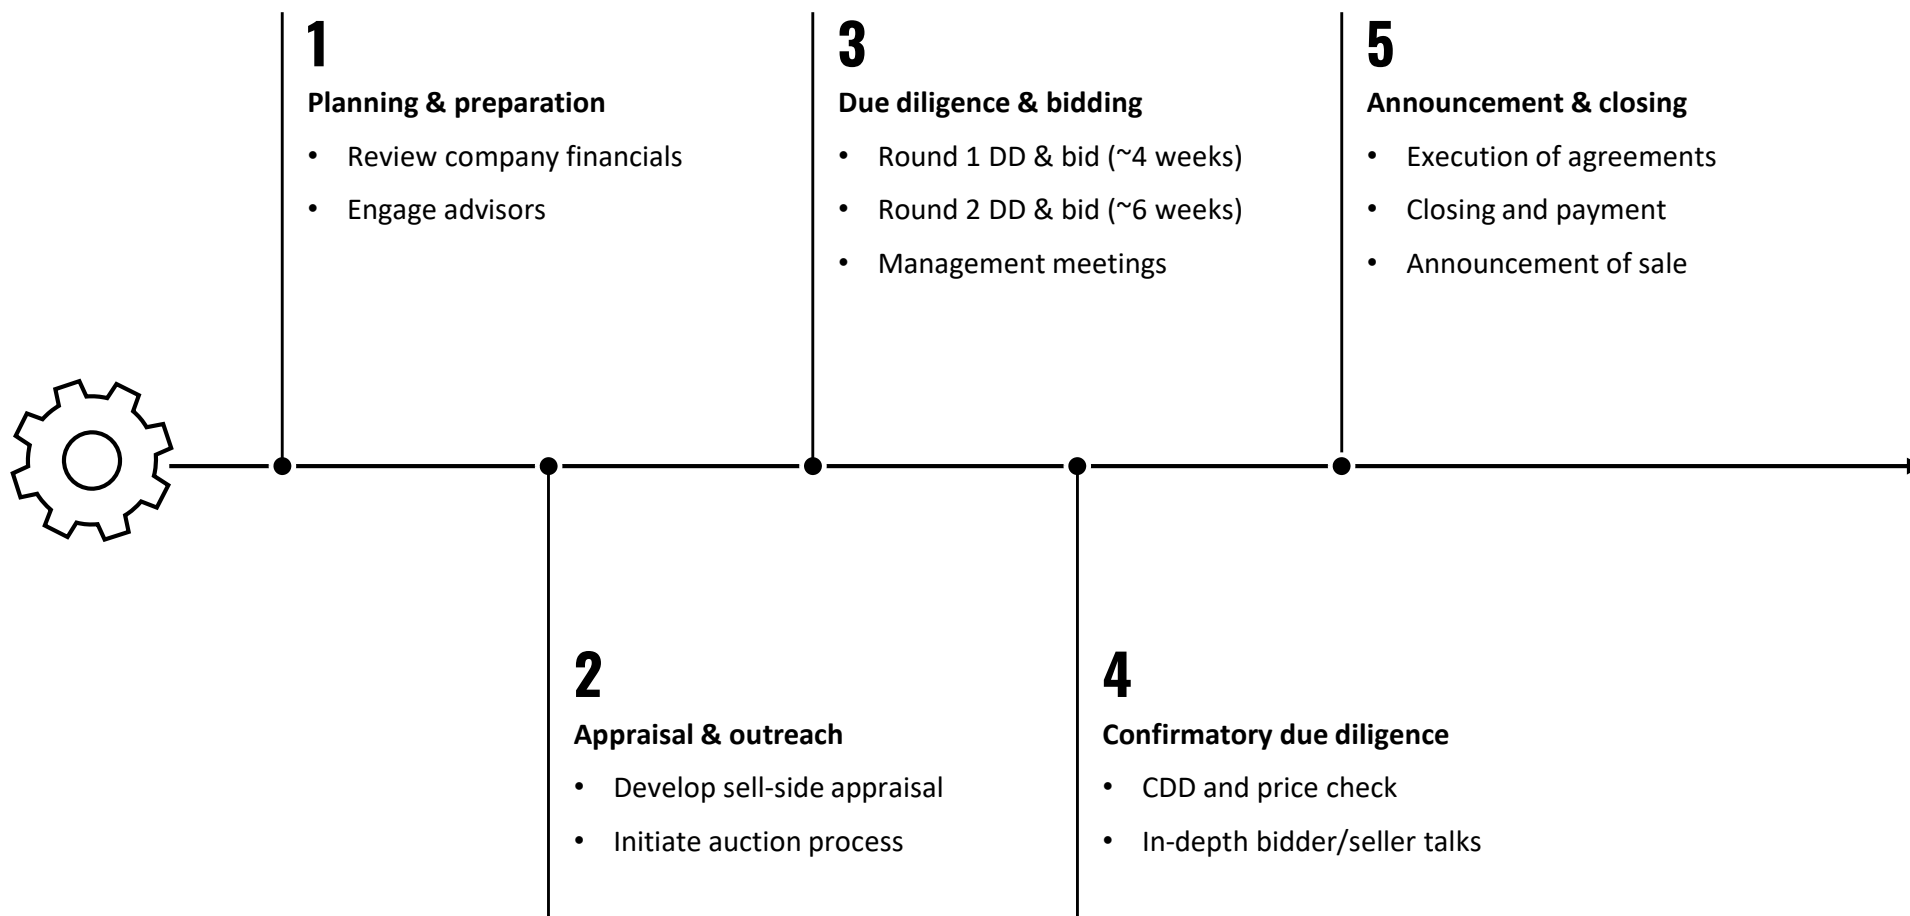 1
Planning & preparation
• Review company financials
• Engage advisors
2
Appraisal & outreach
• Develop sell-side appraisal
• Initiate auction process
3
Due diligence & bidding
• Round 1 DD & bid (~4 weeks)
• Round 2 DD & bid (~6 weeks)
• Management meetings
4
Confirmatory due diligence
• CDD and price check
• In-depth bidder/seller talks
5
Announcement & closing
• Execution of agreements
• Closing and payment
• Announcement of sale